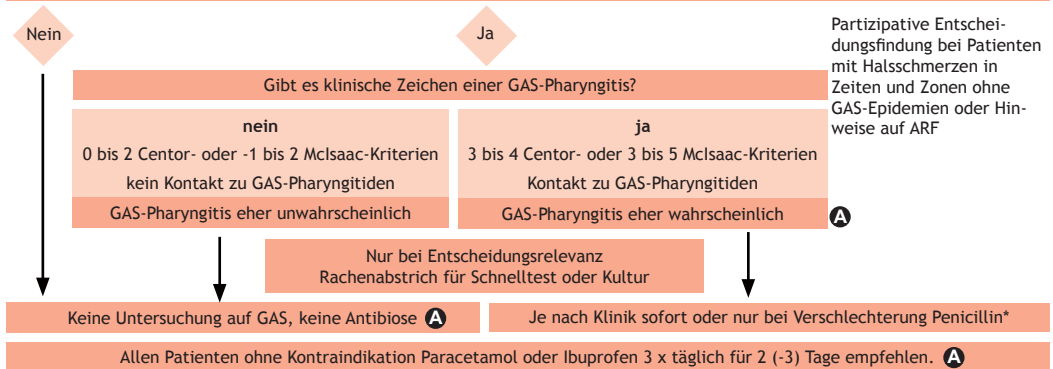 Nein
Ja
Partizipative Entschei-
dungsfindung bei Patienten
mit Halsschmerzen in
Zeiten und Zonen ohne
GAS-Epidemien oder Hin-
weise auf ARF
Gibt es klinische Zeichen einer GAS-Pharyngitis?
nein
0 bis 2 Centor- oder -1 bis 2 McIsaac-Kriterien
kein Kontakt zu GAS-Pharyngitiden
GAS-Pharyngitis eher unwahrscheinlich
ja
3 bis 4 Centor- oder 3 bis 5 McIsaac-Kriterien
Kontakt zu GAS-Pharyngitiden
GAS-Pharyngitis eher wahrscheinlich A
Nur bei Entscheidungsrelevanz
Rachenabstrich für Schnelltest oder Kultur
Keine Untersuchung auf GAS, keine Antibiose A
Je nach Klinik sofort oder nur bei Verschlechterung Penicillin*
Allen Patienten ohne Kontraindikation Paracetamol oder Ibuprofen 3 x täglich für 2 (-3) Tage empfehlen. A